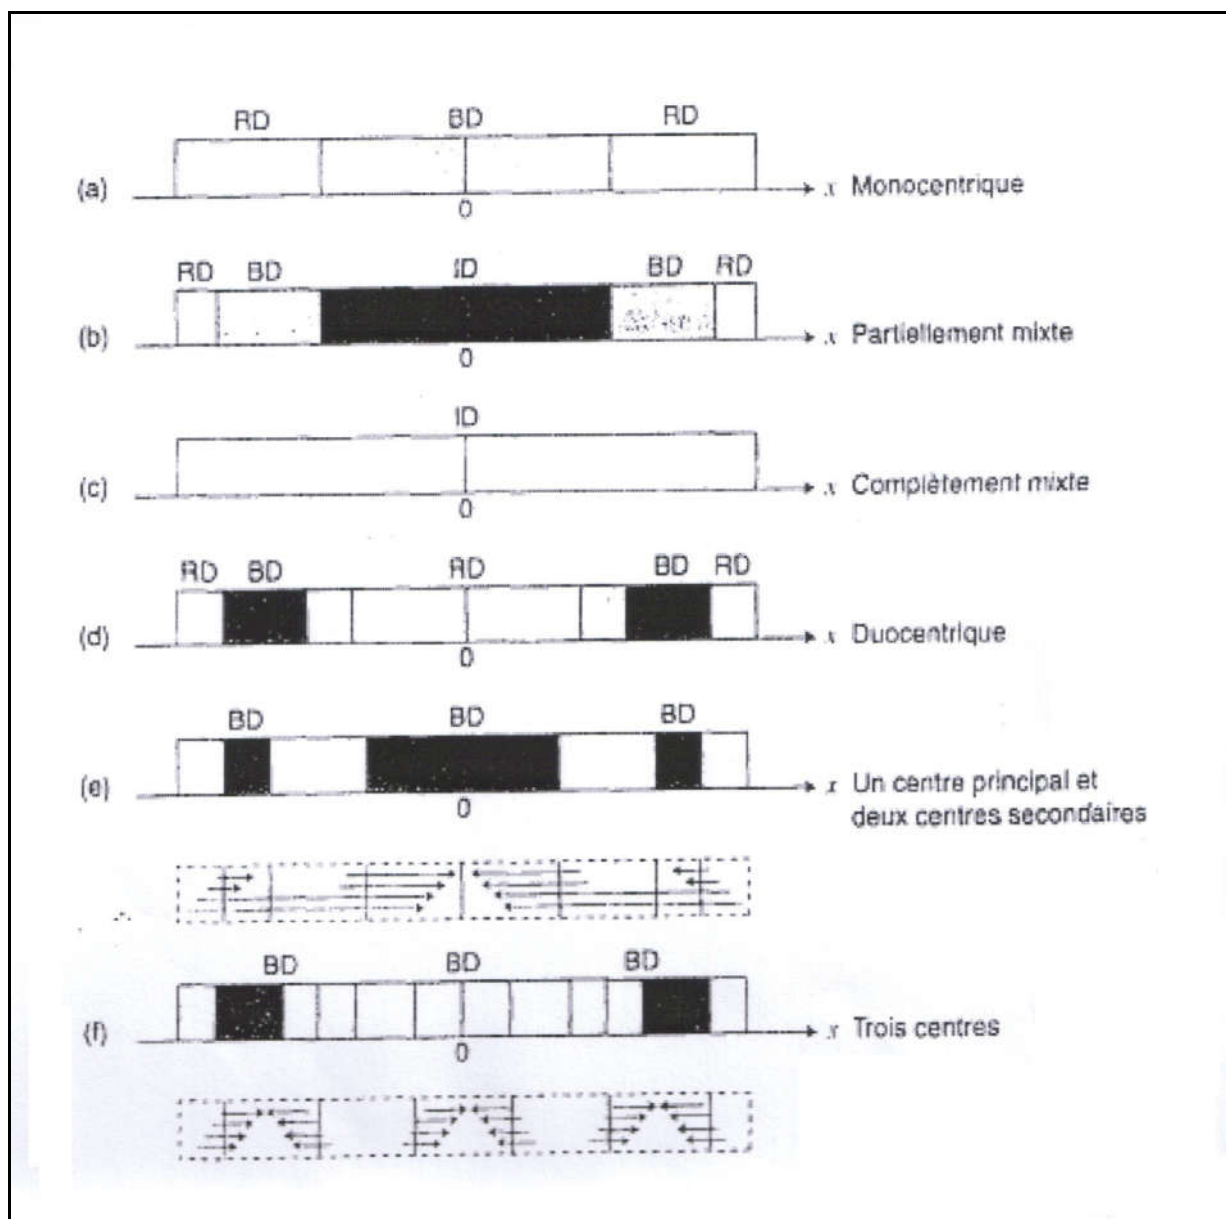 RD BD RD
(a) x Monocentrique
0
RD BD ID BD RD
(b) x Partiellement mixte
0
ID
(c) x Complètement mixte
0
RD BD RD BD RD
(d) x Duocentrique
0
BD BD BD
(e) x Un centre principal et
0 deux centres secondaires
BD BD BD
(f) x Trois centres
0